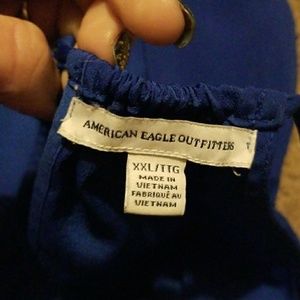 AMERICAN EAGLE OUTFITTERS
XXL/TTG
MADE IN
VIETNAM
FABRIQUÉ AU
VIETNAM